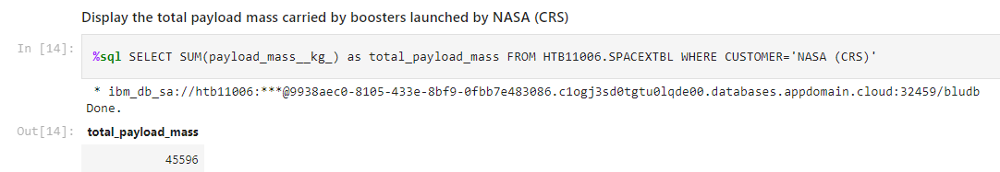 Display the total payload mass carried by boosters launched by NASA (CRS)
In [14]: %sql SELECT SUM(payload_mass__kg_) as total_payload_mass FROM HTB11006.SPACEXTBL WHERE CUSTOMER='NASA (CRS)'
* ibm_db_sa://htb11006:***@9938aec0-8105-433e-8bf9-0fbb7e483086.c1ogj3sd0tgtu0lqde00.databases.appdomain.cloud:32459/bludb
Done.
Out[14]: total_payload_mass
45596